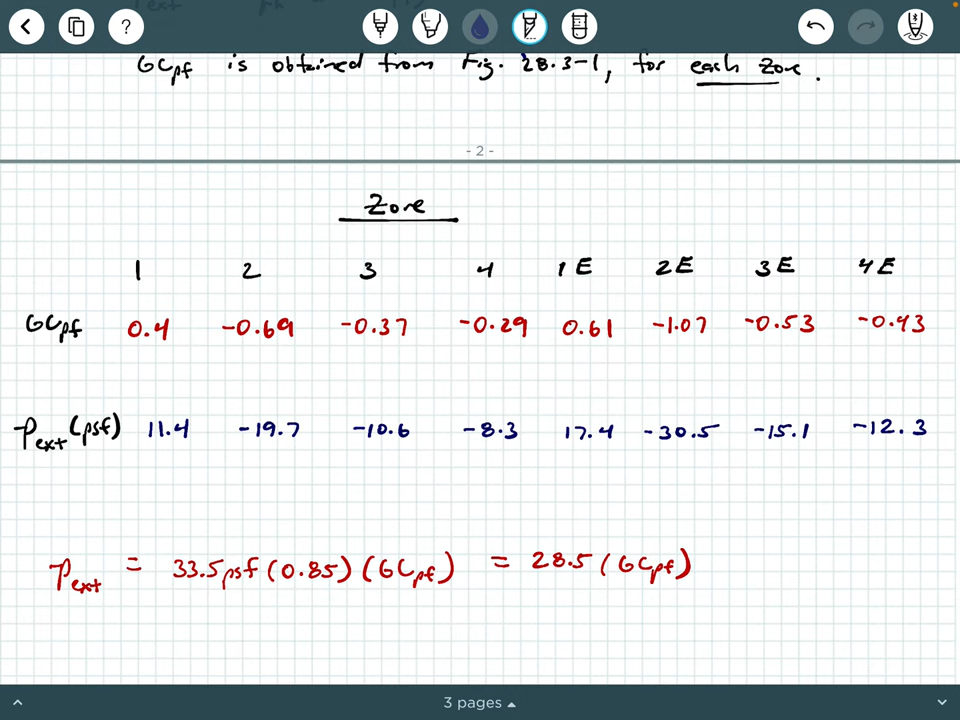 ?
GCpf is obtained from Fig. 28.3-1, for each zone.
- 2 -
Zone
1 2 3 4 1E 2E 3E 4E
GCpf 0.4 -0.69 -0.37 -0.29 0.61 -1.07 -0.53 -0.43
Pext (psf) 11.4 -19.7 -10.6 -8.3 17.4 -30.5 -15.1 -12.3
Pext = 33.5psf (0.85) (GCpf) = 28.5 (GCpf)
3 pages